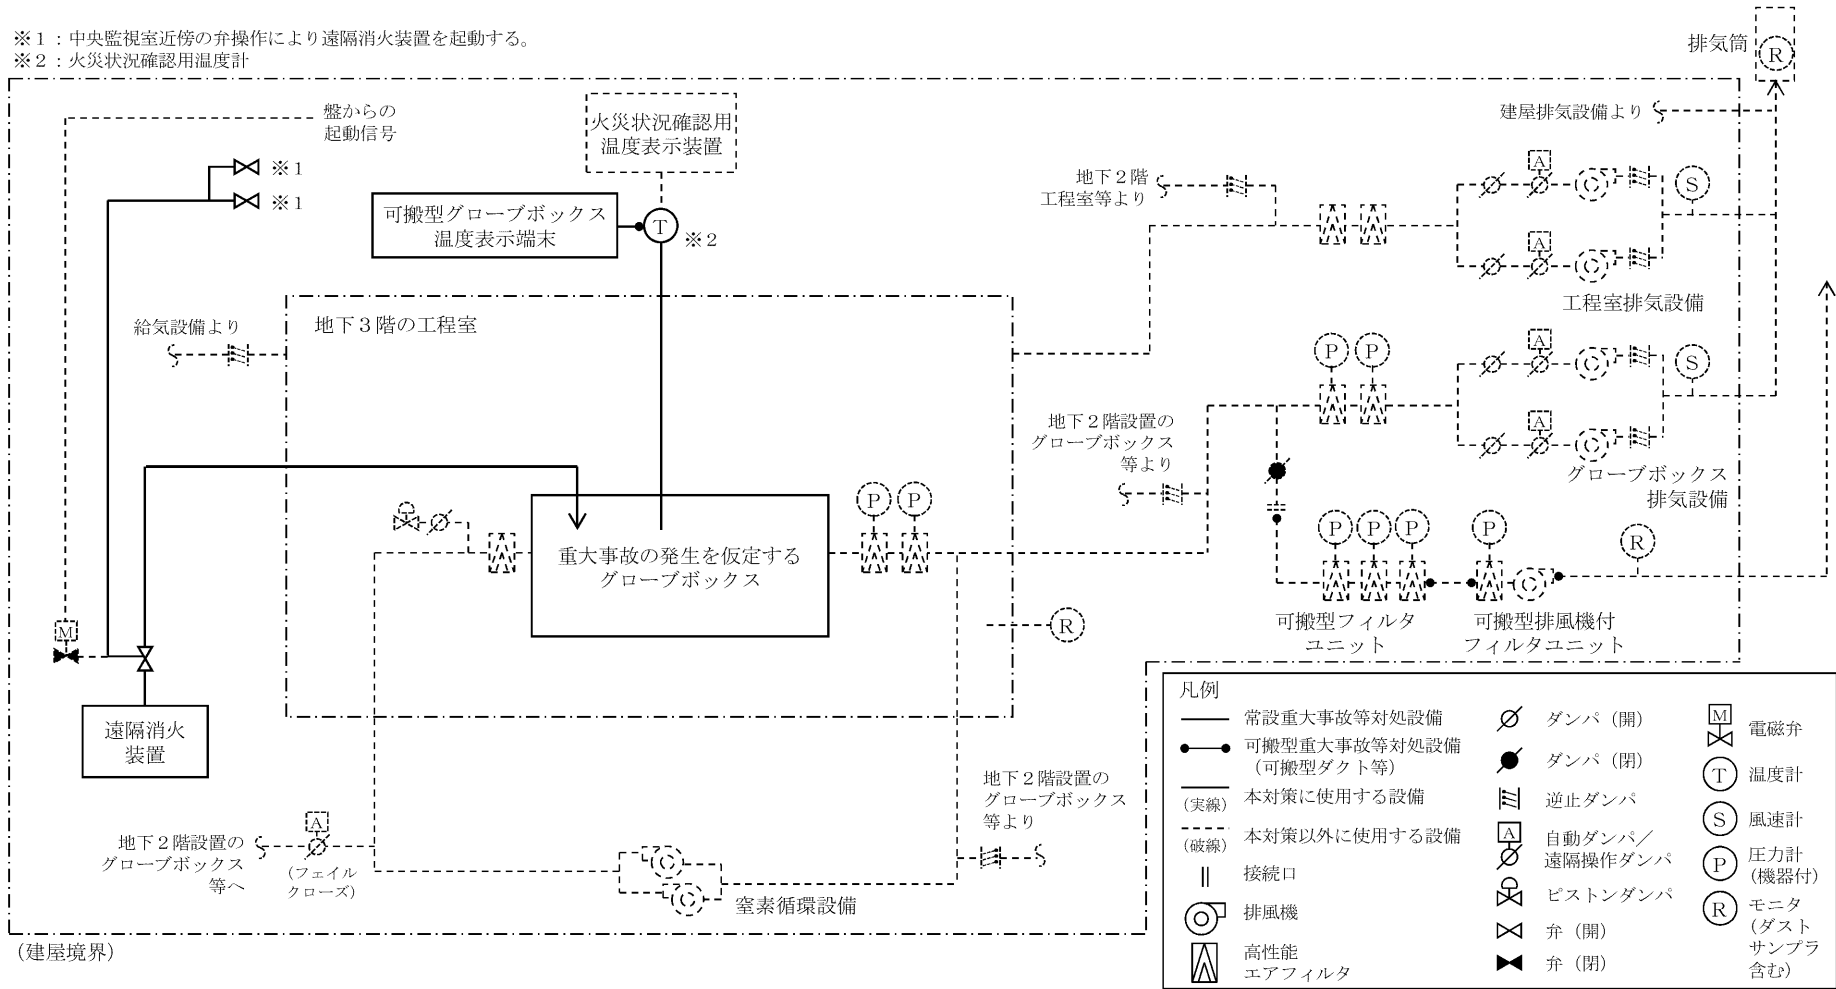 ※１：中央監視室近傍の弁操作により遠隔消火装置を起動する。
※２：火災状況確認用温度計
排気筒
R
盤からの
起動信号
※１
※１
火災状況確認用
温度表示装置
可搬型グローブボックス
温度表示端末
T
※２
建屋排気設備より
地下２階
工程室等より
A
S
A
工程室排気設備
給気設備より
地下３階の工程室
P
P
A
S
A
グローブボックス
排気設備
地下２階設置の
グローブボックス
等より
P
P
重大事故の発生を仮定する
グローブボックス
P
P
P
P
R
可搬型フィルタ
ユニット
可搬型排風機付
フィルタユニット
R
M
遠隔消火
装置
地下２階設置の
グローブボックス
等へ
A
（フェイル
クローズ）
窒素循環設備
地下２階設置の
グローブボックス
等より
（建屋境界）
凡例
常設重大事故等対処設備
可搬型重大事故等対処設備
（可搬型ダクト等）
（実線）
本対策に使用する設備
（破線）
本対策以外に使用する設備
接続口
排風機
高性能
エアフィルタ
ダンパ（開）
ダンパ（閉）
逆止ダンパ
A
自動ダンパ／
遠隔操作ダンパ
ピストンダンパ
弁（開）
弁（閉）
M
電磁弁
T
温度計
S
風速計
P
圧力計
（機器付）
R
モニタ
（ダスト
サンプラ
含む）